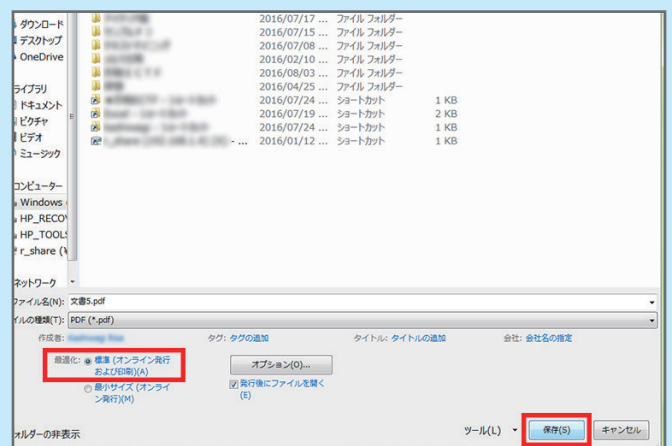 ダウンロード
デスクトップ
OneDrive
ライブラリ
ドキュメント
ピクチャ
ビデオ
ミュージック
コンピューター
Windows
HP_RECOV
HP_TOOLS
r_share (¥
ネットワーク
2016/07/17 ... ファイル フォルダー
2016/07/15 ... ファイル フォルダー
2016/07/08 ... ファイル フォルダー
2016/02/10 ... ファイル フォルダー
2016/08/03 ... ファイル フォルダー
2016/04/25 ... ファイル フォルダー
2016/07/24 ... ショートカット 1 KB
2016/07/19 ... ショートカット 2 KB
2016/07/24 ... ショートカット 1 KB
2016/01/12 ... ショートカット 1 KB
ファイル名(N): 文書5.pdf
イルの種類(T): PDF (*.pdf)
作成者: タグ: タグの追加 タイトル: タイトルの追加 会社: 会社名の指定
最適化: 標準 (オンライン発行
および印刷)(A)
最小サイズ (オンライ
ン発行)(M)
オプション(O)...
発行後にファイルを開く
(E)
ォルダーの非表示
ツール(L) 保存(S) キャンセル